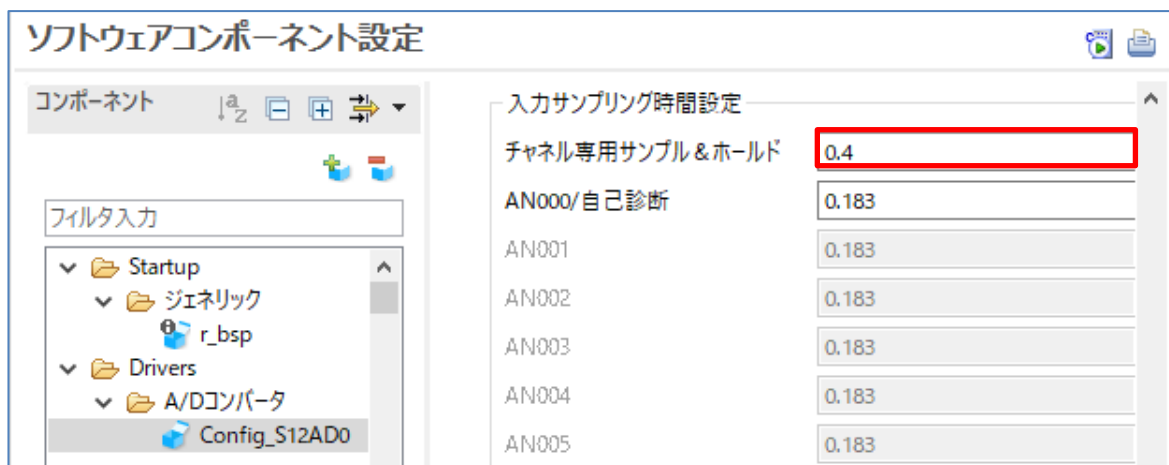 ソフトウェアコンポーネント設定
コンポーネント
フィルタ入力
Startup
ジェネリック
r_bsp
Drivers
A/Dコンバータ
Config_S12AD0
入力サンプリング時間設定
チャネル専用サンプル&ホールド 0.4
AN000/自己診断 0.183
AN001 0.183
AN002 0.183
AN003 0.183
AN004 0.183
AN005 0.183